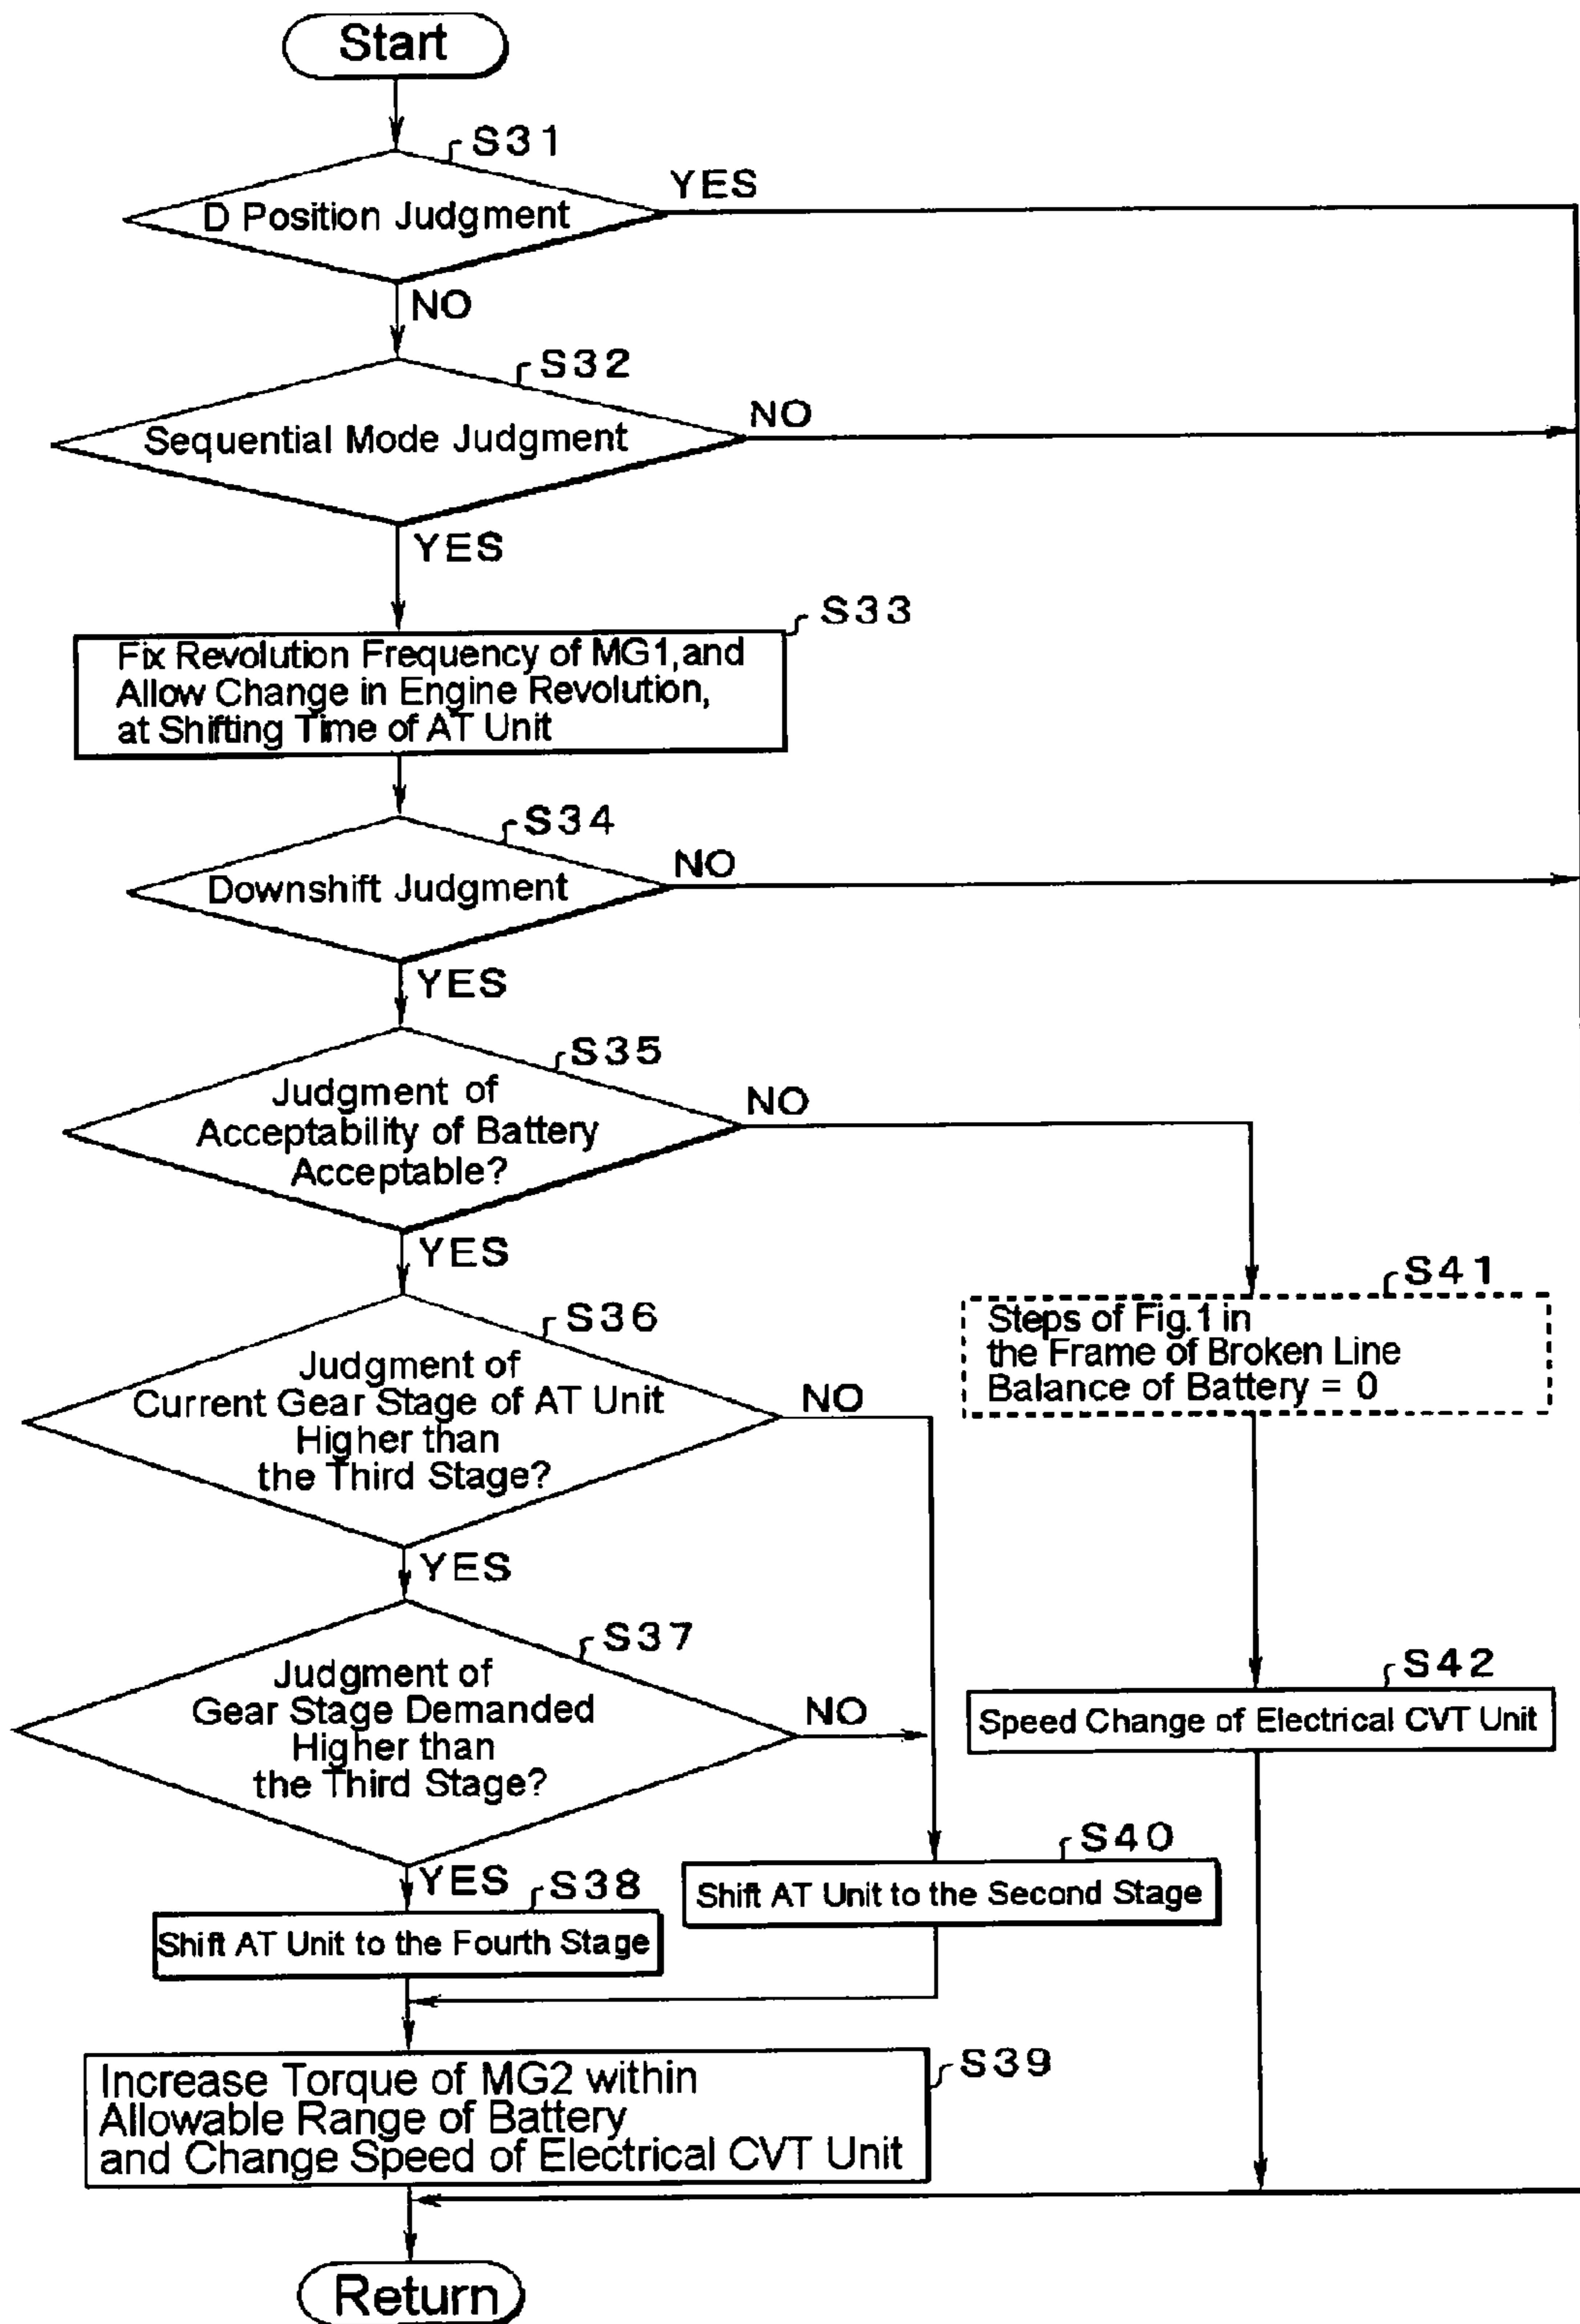 Start
S31
D Position Judgment
YES
NO
S32
Sequential Mode Judgment
NO
YES
S33
Fix Revolution Frequency of MG1,and
Allow Change in Engine Revolution,
at Shifting Time of AT Unit
S34
Downshift Judgment
NO
YES
S35
Judgment of
Acceptability of Battery
Acceptable?
NO
YES
S36
Judgment of
Current Gear Stage of AT Unit
Higher than
the Third Stage?
NO
S41
Steps of Fig.1 in
the Frame of Broken Line
Balance of Battery = 0
YES
S37
Judgment of
Gear Stage Demanded
Higher than
the Third Stage?
NO
S42
Speed Change of Electrical CVT Unit
YES
S38
Shift AT Unit to the Fourth Stage
S40
Shift AT Unit to the Second Stage
S39
Increase Torque of MG2 within
Allowable Range of Battery
and Change Speed of Electrical CVT Unit
Return